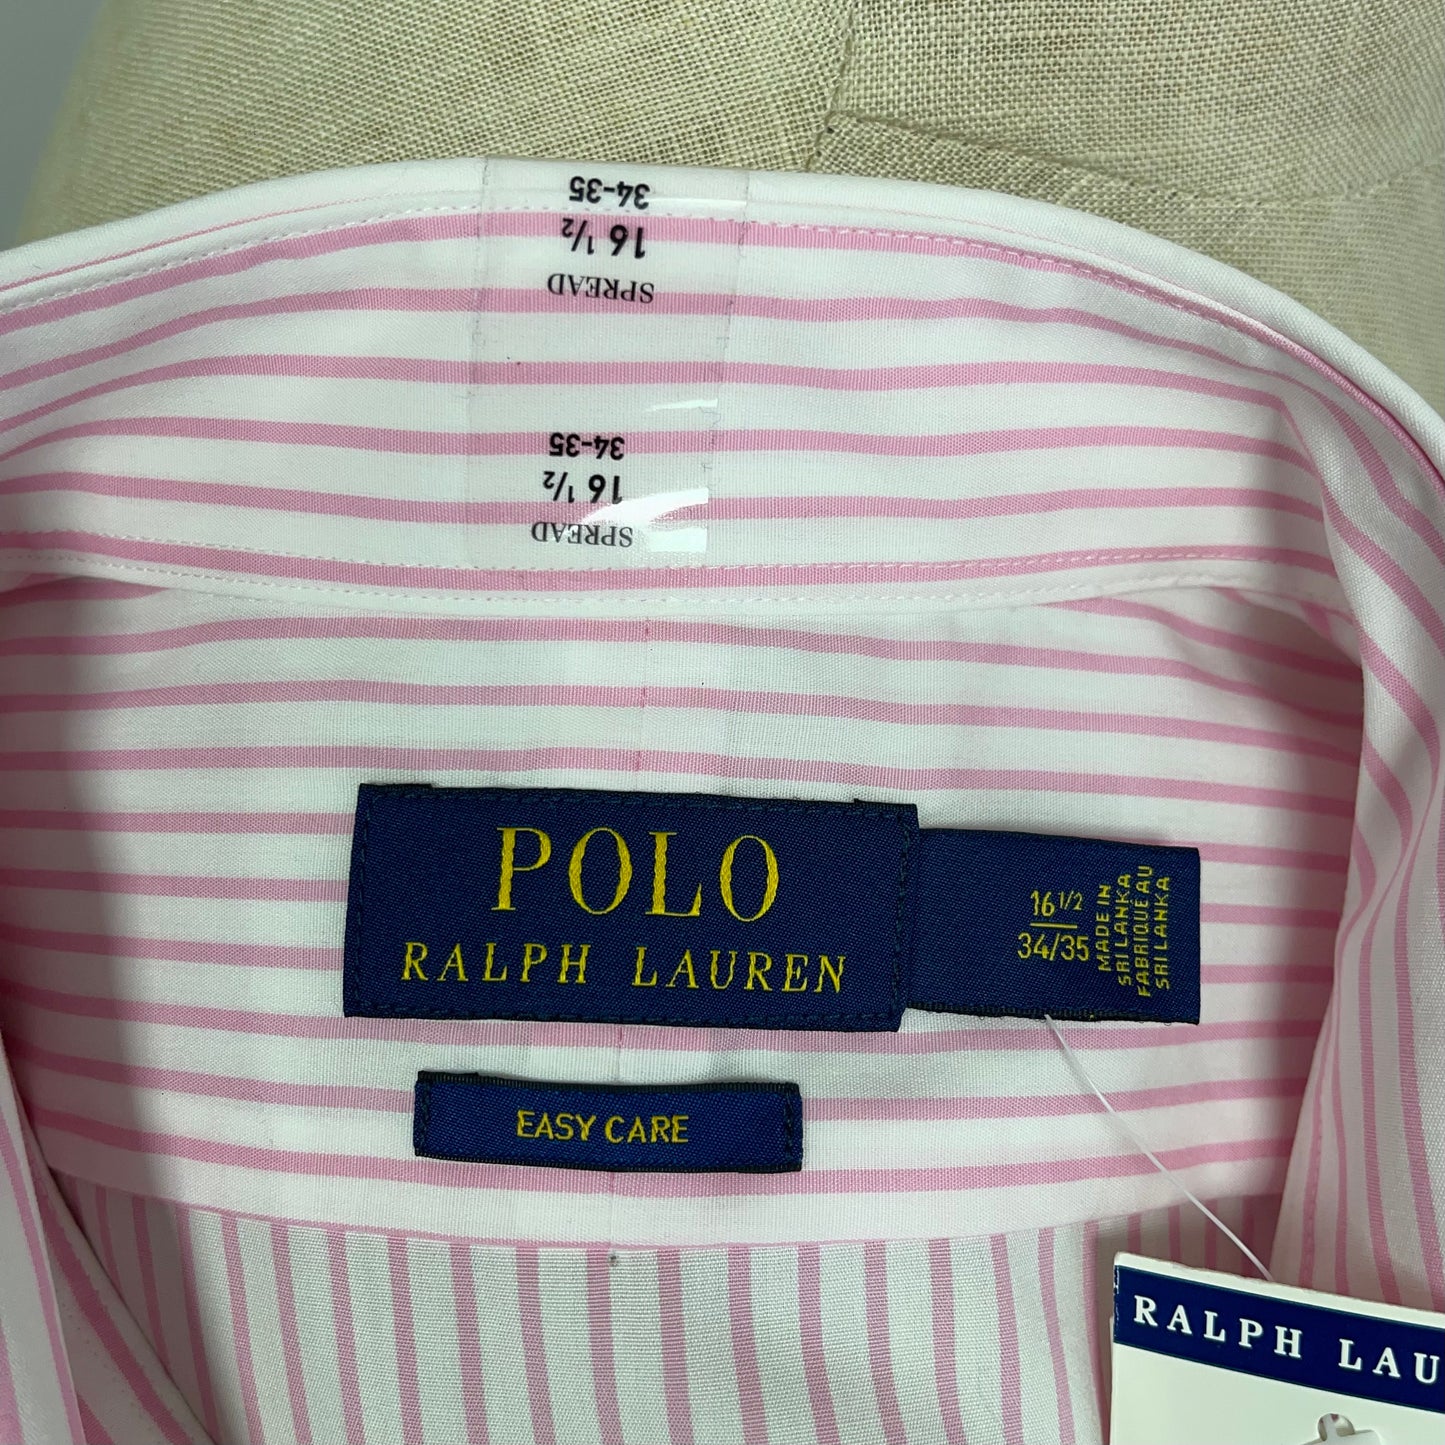 34-35
16 1/2
SPREAD
34-35
16 1/2
SPREAD
POLO
RALPH LAUREN
16 1/2
34/35
MADE IN
SRI LANKA
FABRIQUE AU
SRI LANKA
EASY CARE
RALPH LAU